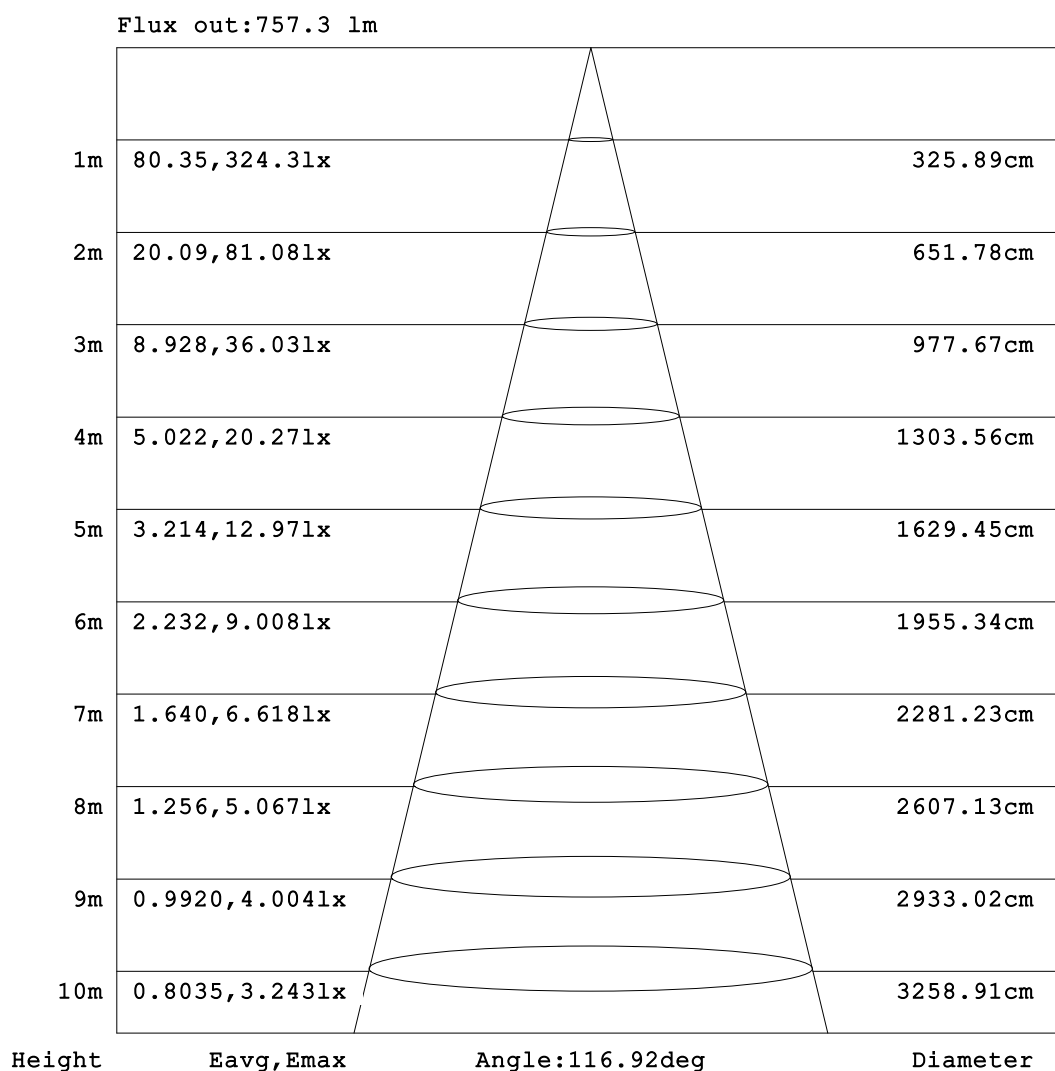 Flux out:757.3 lm
1m 80.35,324.3lx 325.89cm
2m 20.09,81.08lx 651.78cm
3m 8.928,36.03lx 977.67cm
4m 5.022,20.27lx 1303.56cm
5m 3.214,12.97lx 1629.45cm
6m 2.232,9.008lx 1955.34cm
7m 1.640,6.618lx 2281.23cm
8m 1.256,5.067lx 2607.13cm
9m 0.9920,4.004lx 2933.02cm
10m 0.8035,3.243lx 3258.91cm
Height Eavg,Emax Angle:116.92deg Diameter